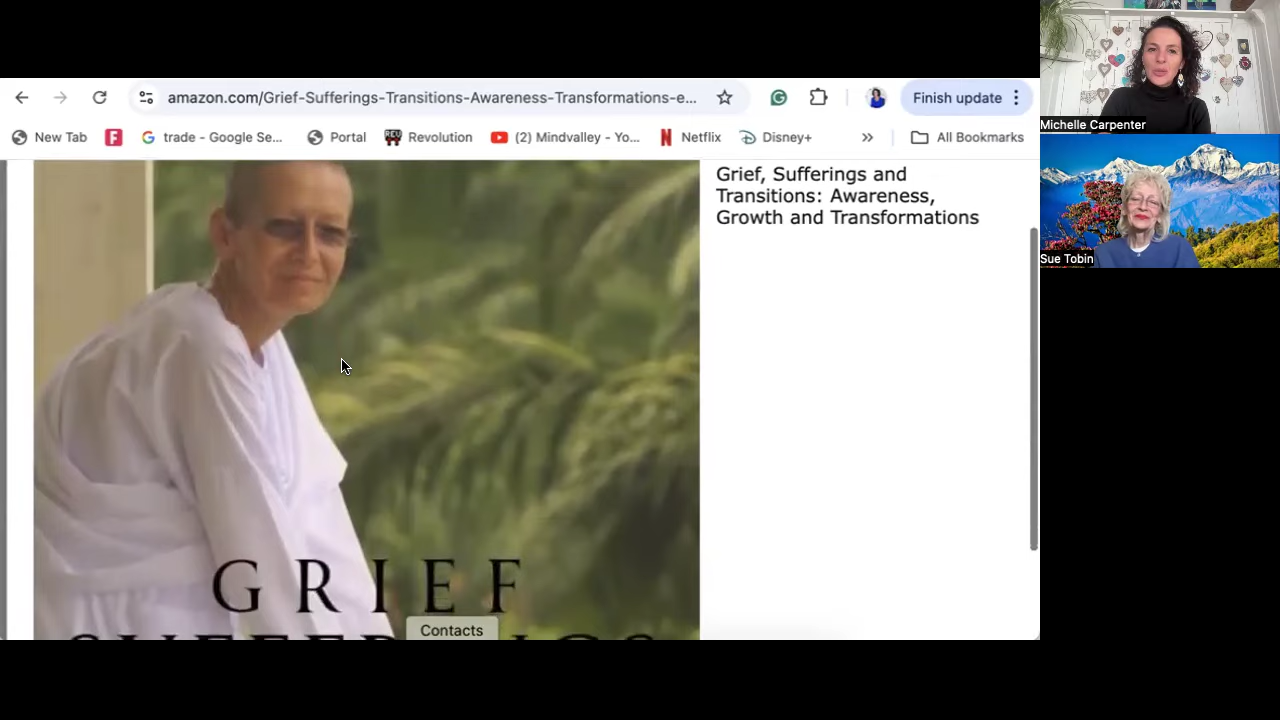 amazon.com/Grief-Sufferings-Transitions-Awareness-Transformations-e...
Finish update
New Tab
trade - Google Se...
Portal
REV
Revolution
(2) Mindvalley - Yo...
Netflix
Disney+
»
All Bookmarks
Grief, Sufferings and
Transitions: Awareness,
Growth and Transformations
GRIEF
Contacts
Michelle Carpenter
Sue Tobin